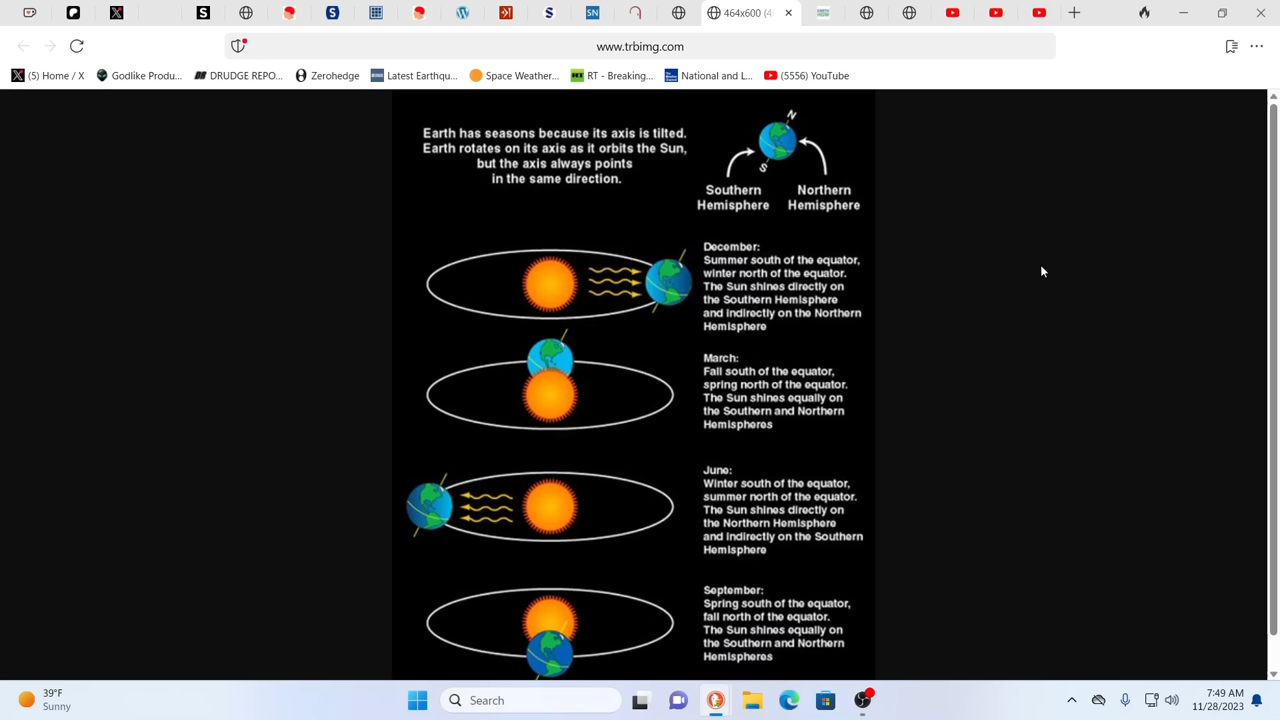 464x600 (4
www.trbimg.com
(5) Home / X
Godlike Produ...
DRUDGE REPO...
Zerohedge
Latest Earthqu...
Space Weather...
RT - Breaking...
National and L...
(5556) YouTube
Earth has seasons because its axis is tilted.
Earth rotates on its axis as it orbits the Sun,
but the axis always points
in the same direction.
N
S
Southern
Hemisphere
Northern
Hemisphere
December:
Summer south of the equator,
winter north of the equator.
The Sun shines directly on
the Southern Hemisphere
and indirectly on the Northern
Hemisphere
March:
Fall south of the equator,
spring north of the equator.
The Sun shines equally on
the Southern and Northern
Hemispheres
June:
Winter south of the equator,
summer north of the equator.
The Sun shines directly on
the Northern Hemisphere
and indirectly on the Southern
Hemisphere
September:
Spring south of the equator,
fall north of the equator.
The Sun shines equally on
the Southern and Northern
Hemispheres
39°F
Sunny
Search
7:49 AM
11/28/2023